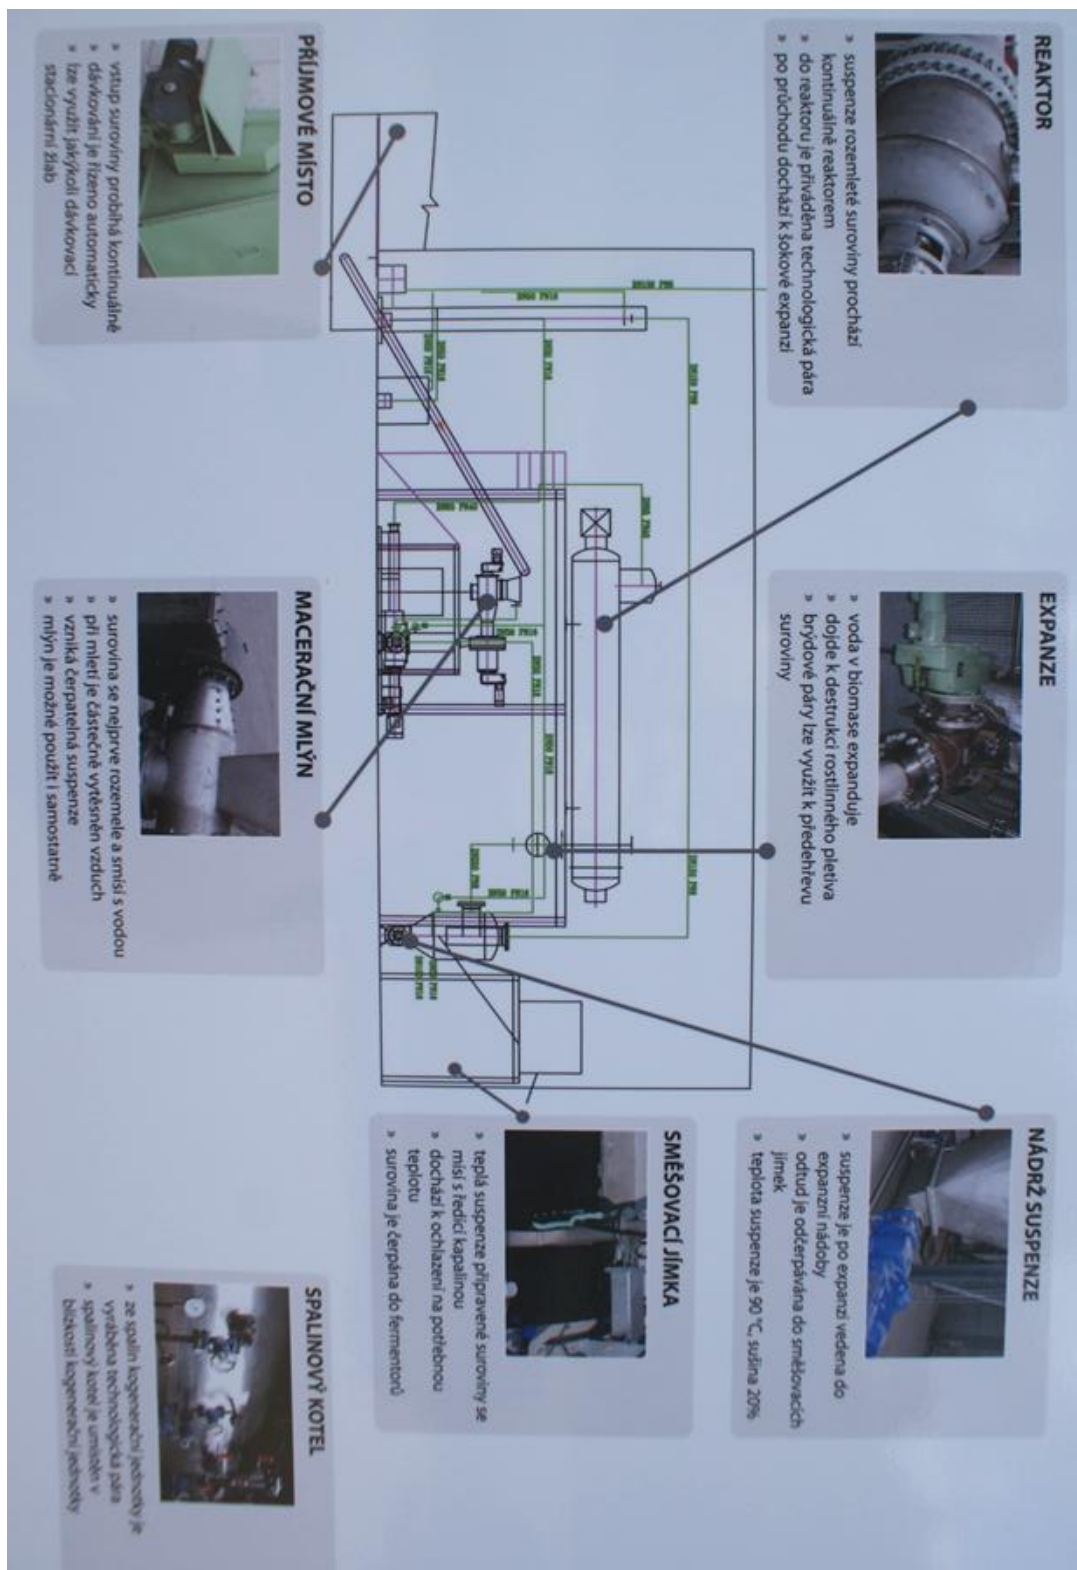 REAKTOR
» suspenze rozemleté suroviny prochází
kontinuálně reaktorem
» do reaktoru je přiváděna technologická pára
» po průchodu dochází k šokové expanzi
EXPANZE
» voda v biomase expanduje
» dojde k destrukci rostlinného pletiva
» brýdové páry lze využít k předehřevu
suroviny
NÁDRŽ SUSPENZE
» suspenze je po expanzi vedena do
expanzní nádoby
» odtud je odčerpávána do směšovacích
jímek
» teplota suspenze je 90 °C, sušina 20%
PŘÍJMOVÉ MÍSTO
» vstup suroviny probíhá kontinuálně
» dávkování je řízeno automaticky
» lze využít jakýkoli dávkovací
stacionární žlab
MACERAČNÍ MLÝN
» surovina se nejprve rozemele a smísí s vodou
» při mletí je částečně vytěsněn vzduch
» vzniká čerpatelná suspenze
» mlýn je možné použít i samostatně
SMĚŠOVACÍ JÍMKA
» teplá suspenze připravené suroviny se
mísí s ředicí kapalinou
» dochází k ochlazení na potřebnou
teplotu
» surovina je čerpána do fermentorů
SPALINOVÝ KOTEL
» ze spalin kogenerační jednotky je
vyráběna technologická pára
» spalinový kotel je umístěn v
blízkosti kogenerační jednotky